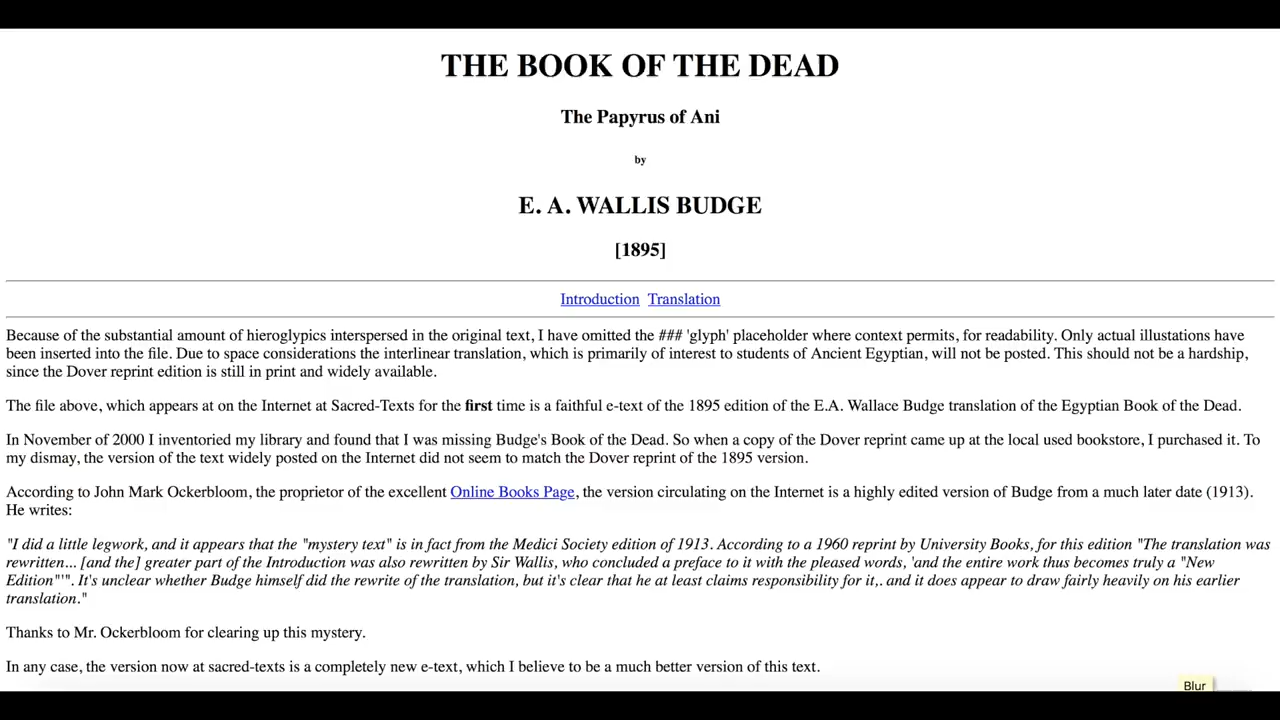 THE BOOK OF THE DEAD
The Papyrus of Ani
by
E. A. WALLIS BUDGE
[1895]
Introduction Translation
Because of the substantial amount of hieroglypics interspersed in the original text, I have omitted the ### 'glyph' placeholder where context permits, for readability. Only actual illustations have
been inserted into the file. Due to space considerations the interlinear translation, which is primarily of interest to students of Ancient Egyptian, will not be posted. This should not be a hardship,
since the Dover reprint edition is still in print and widely available.
The file above, which appears at on the Internet at Sacred-Texts for the first time is a faithful e-text of the 1895 edition of the E.A. Wallace Budge translation of the Egyptian Book of the Dead.
In November of 2000 I inventoried my library and found that I was missing Budge's Book of the Dead. So when a copy of the Dover reprint came up at the local used bookstore, I purchased it. To
my dismay, the version of the text widely posted on the Internet did not seem to match the Dover reprint of the 1895 version.
According to John Mark Ockerbloom, the proprietor of the excellent Online Books Page, the version circulating on the Internet is a highly edited version of Budge from a much later date (1913).
He writes:
"I did a little legwork, and it appears that the "mystery text" is in fact from the Medici Society edition of 1913. According to a 1960 reprint by University Books, for this edition "The translation was
rewritten... [and the] greater part of the Introduction was also rewritten by Sir Wallis, who concluded a preface to it with the pleased words, 'and the entire work thus becomes truly a "New
Edition"'". It's unclear whether Budge himself did the rewrite of the translation, but it's clear that he at least claims responsibility for it,. and it does appear to draw fairly heavily on his earlier
translation."
Thanks to Mr. Ockerbloom for clearing up this mystery.
In any case, the version now at sacred-texts is a completely new e-text, which I believe to be a much better version of this text.
Blur